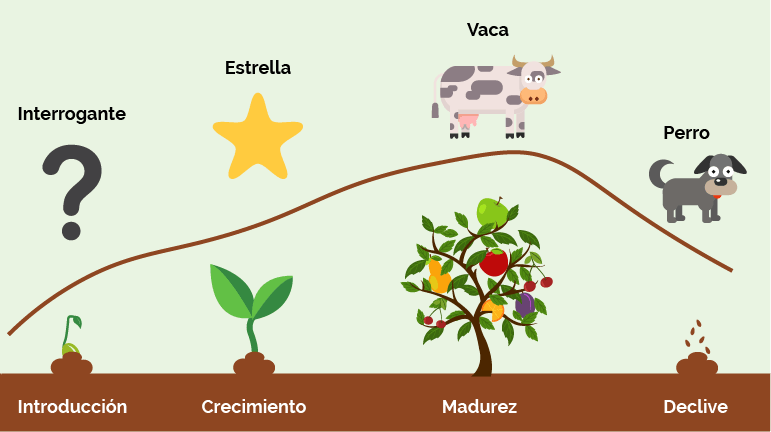 Vaca
Estrella
Interrogante
Perro
Introducción
Crecimiento
Madurez
Declive